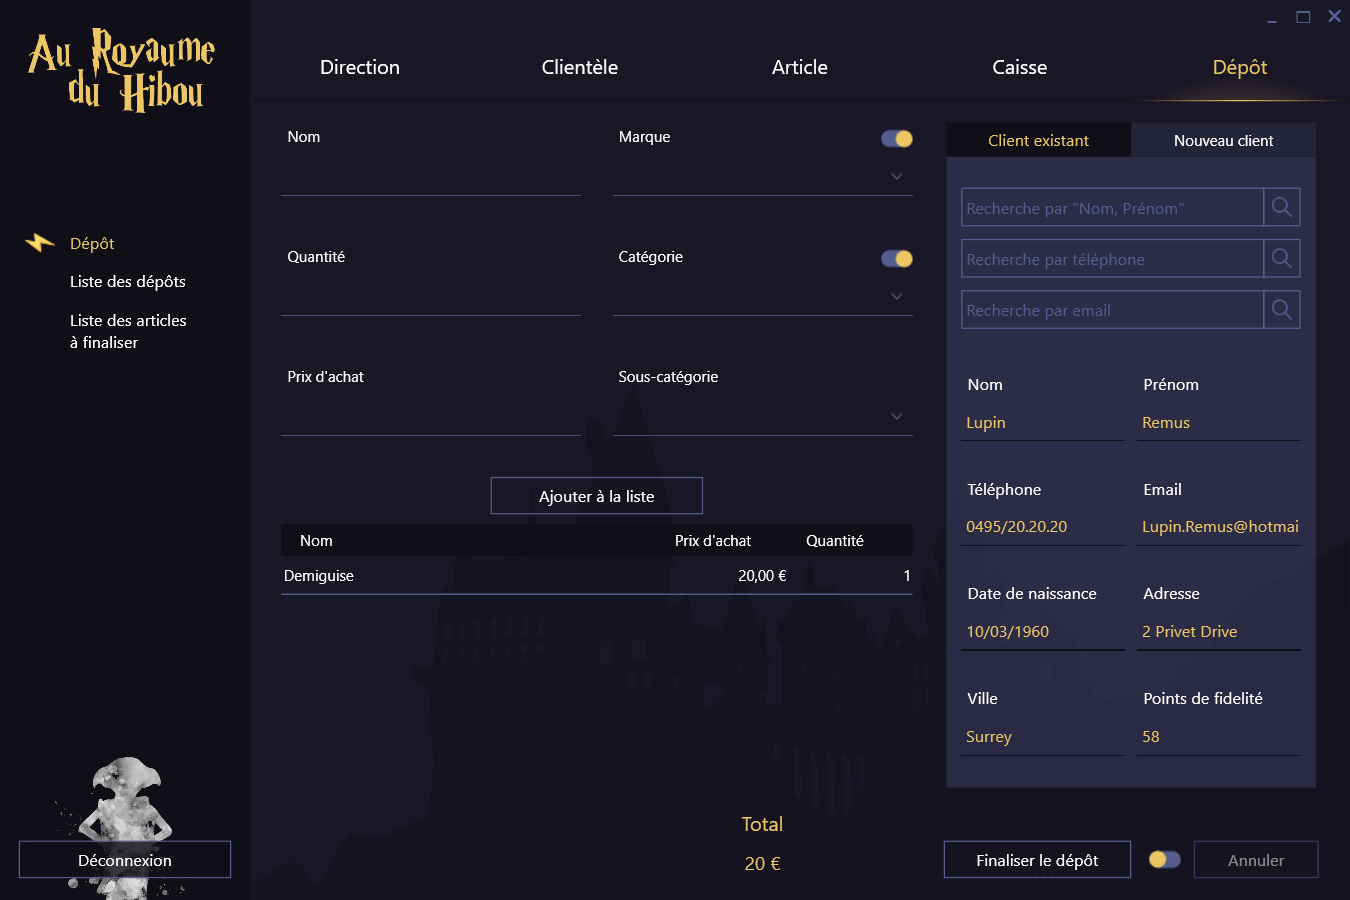 Au Royaume
du Hibou
Direction
Clientèle
Article
Caisse
Dépôt
Dépôt
Liste des dépôts
Liste des articles
à finaliser
Déconnexion
Nom
Marque
Quantité
Catégorie
Prix d'achat
Sous-catégorie
Ajouter à la liste
Nom Prix d'achat Quantité
Demiguise 20,00 € 1
Total
20 €
Client existant
Nouveau client
Recherche par "Nom, Prénom"
Recherche par téléphone
Recherche par email
Nom Prénom
Lupin Remus
Téléphone Email
0495/20.20.20 Lupin.Remus@hotmai
Date de naissance Adresse
10/03/1960 2 Privet Drive
Ville Points de fidelité
Surrey 58
Finaliser le dépôt
Annuler